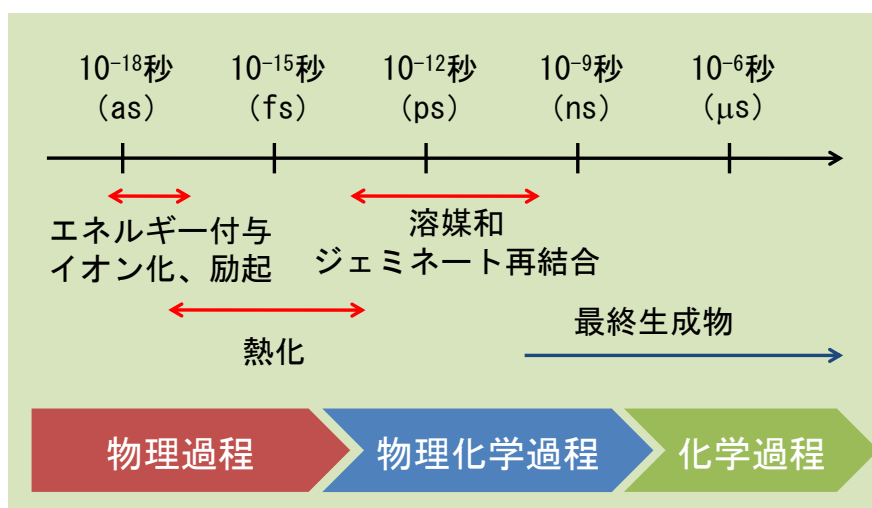 10⁻¹⁸秒 10⁻¹⁵秒 10⁻¹²秒 10⁻⁹秒 10⁻⁶秒
(as) (fs) (ps) (ns) (μs)
エネルギー付与
イオン化、励起
溶媒和
ジェミネート再結合
熱化
最終生成物
物理過程 物理化学過程 化学過程